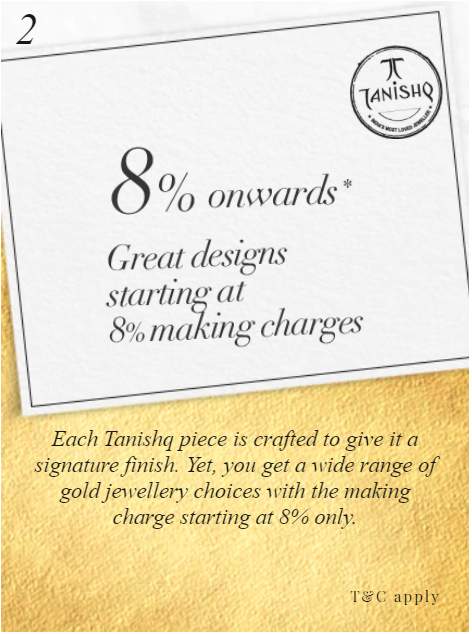 2
TANISHQ
INDIA'S MOST LOVED JEWELLER
8% onwards*
Great designs
starting at
8% making charges
Each Tanishq piece is crafted to give it a
signature finish. Yet, you get a wide range of
gold jewellery choices with the making
charge starting at 8% only.
T&C apply